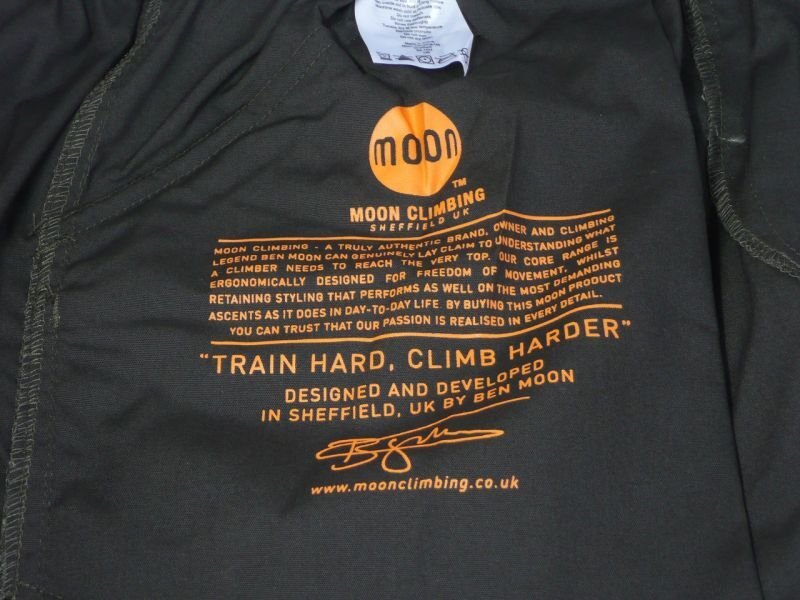 moon
TM
MOON CLIMBING
SHEFFIELD UK
MOON CLIMBING - A TRULY AUTHENTIC BRAND, OWNER AND CLIMBING
LEGEND BEN MOON CAN GENUINELY LAY CLAIM TO UNDERSTANDING WHAT
A CLIMBER NEEDS TO REACH THE VERY TOP. OUR CORE RANGE IS
ERGONOMICALLY DESIGNED FOR FREEDOM OF MOVEMENT, WHILST
RETAINING STYLING THAT PERFORMS AS WELL ON THE MOST DEMANDING
ASCENTS AS IT DOES IN DAY-TO-DAY LIFE. BY BUYING THIS MOON PRODUCT
YOU CAN TRUST THAT OUR PASSION IS REALISED IN EVERY DETAIL.
"TRAIN HARD, CLIMB HARDER"
DESIGNED AND DEVELOPED
IN SHEFFIELD, UK BY BEN MOON
www.moonclimbing.co.uk